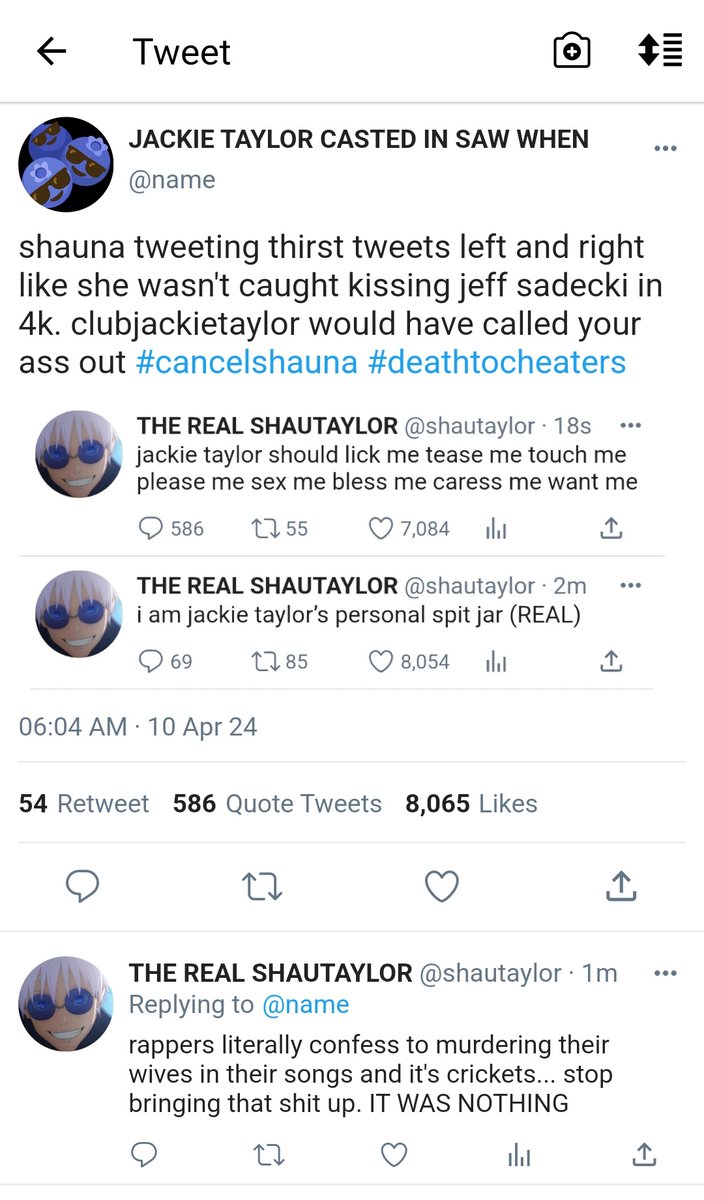 Tweet
JACKIE TAYLOR CASTED IN SAW WHEN
@name
shauna tweeting thirst tweets left and right
like she wasn't caught kissing jeff sadecki in
4k. clubjackietaylor would have called your
ass out #cancelshauna #deathtocheaters
THE REAL SHAUTAYLOR @shautaylor · 18s
jackie taylor should lick me tease me touch me
please me sex me bless me caress me want me
586 55 7,084
THE REAL SHAUTAYLOR @shautaylor · 2m
i am jackie taylor’s personal spit jar (REAL)
69 85 8,054
06:04 AM · 10 Apr 24
54 Retweet 586 Quote Tweets 8,065 Likes
THE REAL SHAUTAYLOR @shautaylor · 1m
Replying to @name
rappers literally confess to murdering their
wives in their songs and it's crickets... stop
bringing that shit up. IT WAS NOTHING